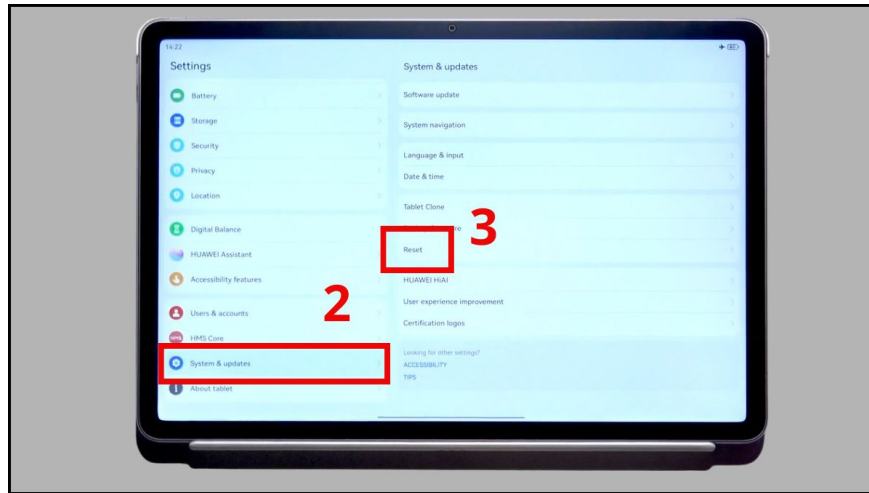 14:22
Settings
Battery
Storage
Security
Privacy
Location
Digital Balance
HUAWEI Assistant
Accessibility features
Users & accounts
HMS Core
System & updates
About tablet
2
System & updates
Software update
System navigation
Language & input
Date & time
Tablet Clone
3
Reset
HUAWEI HiAI
User experience improvement
Certification logos
Looking for other settings?
ACCESSIBILITY
TIPS